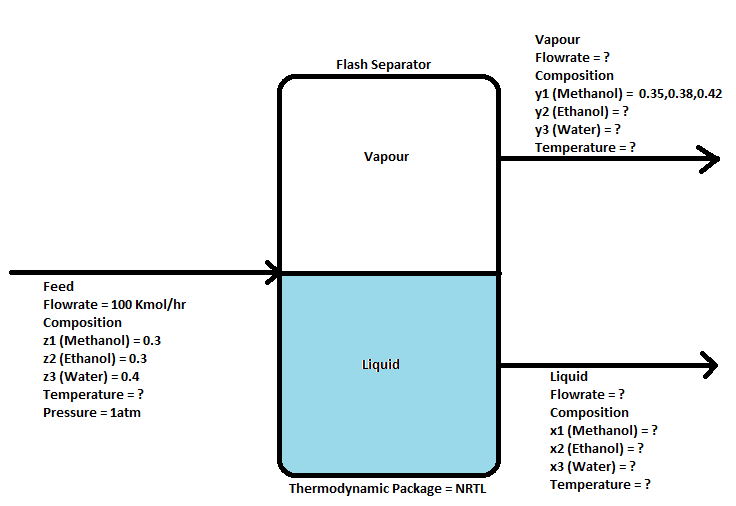 Flash Separator
Vapour
Liquid
Thermodynamic Package = NRTL
Feed
Flowrate = 100 Kmol/hr
Composition
z1 (Methanol) = 0.3
z2 (Ethanol) = 0.3
z3 (Water) = 0.4
Temperature = ?
Pressure = 1atm
Vapour
Flowrate = ?
Composition
y1 (Methanol) = 0.35,0.38,0.42
y2 (Ethanol) = ?
y3 (Water) = ?
Temperature = ?
Liquid
Flowrate = ?
Composition
x1 (Methanol) = ?
x2 (Ethanol) = ?
x3 (Water) = ?
Temperature = ?